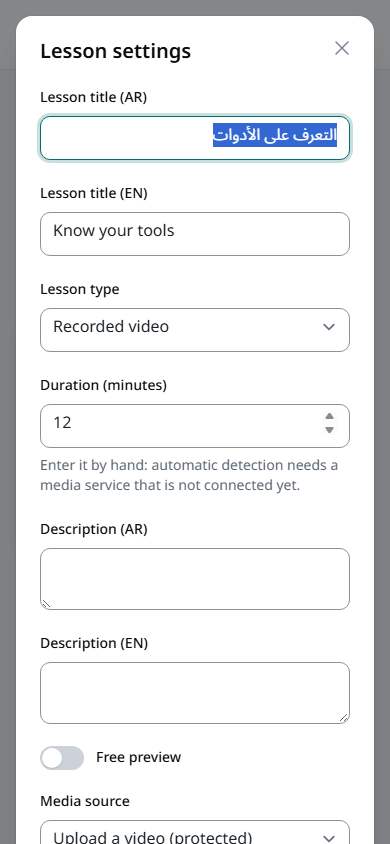 Lesson settings
Lesson title (AR)
التعرف على الأدوات
Lesson title (EN)
Know your tools
Lesson type
Recorded video
Duration (minutes)
12
Enter it by hand: automatic detection needs a
media service that is not connected yet.
Description (AR)
Description (EN)
Free preview
Media source
Upload a video (protected)